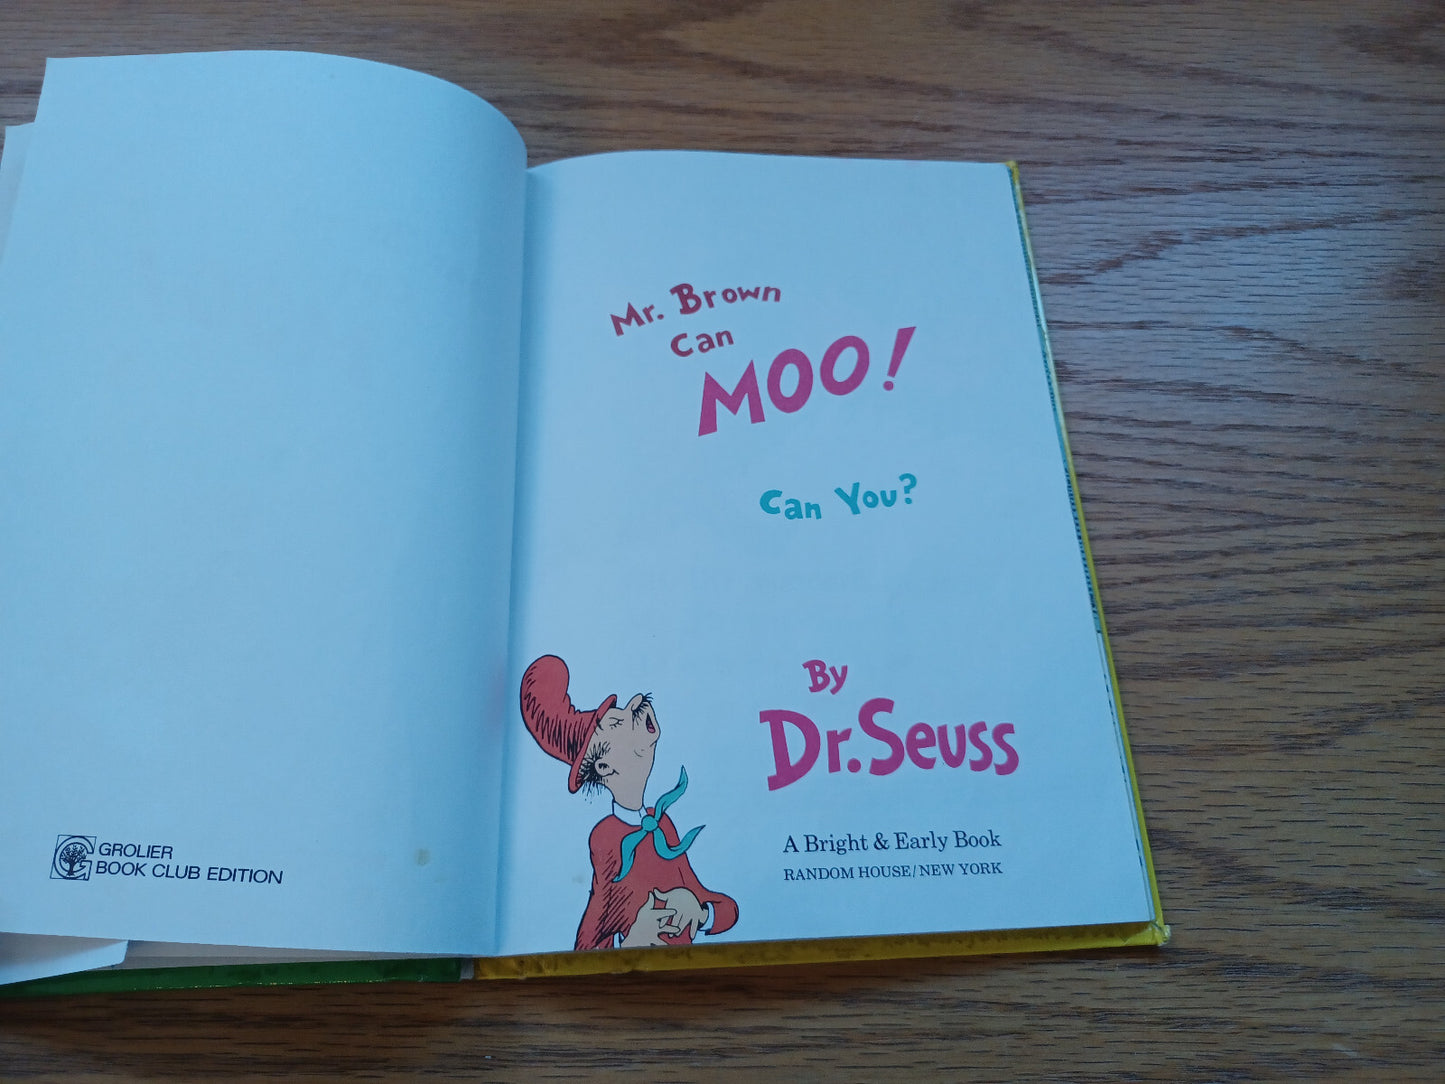 GROLIER
BOOK CLUB EDITION
Mr. Brown
Can
MOO!
Can You?
By
Dr. Seuss
A Bright & Early Book
RANDOM HOUSE/NEW YORK